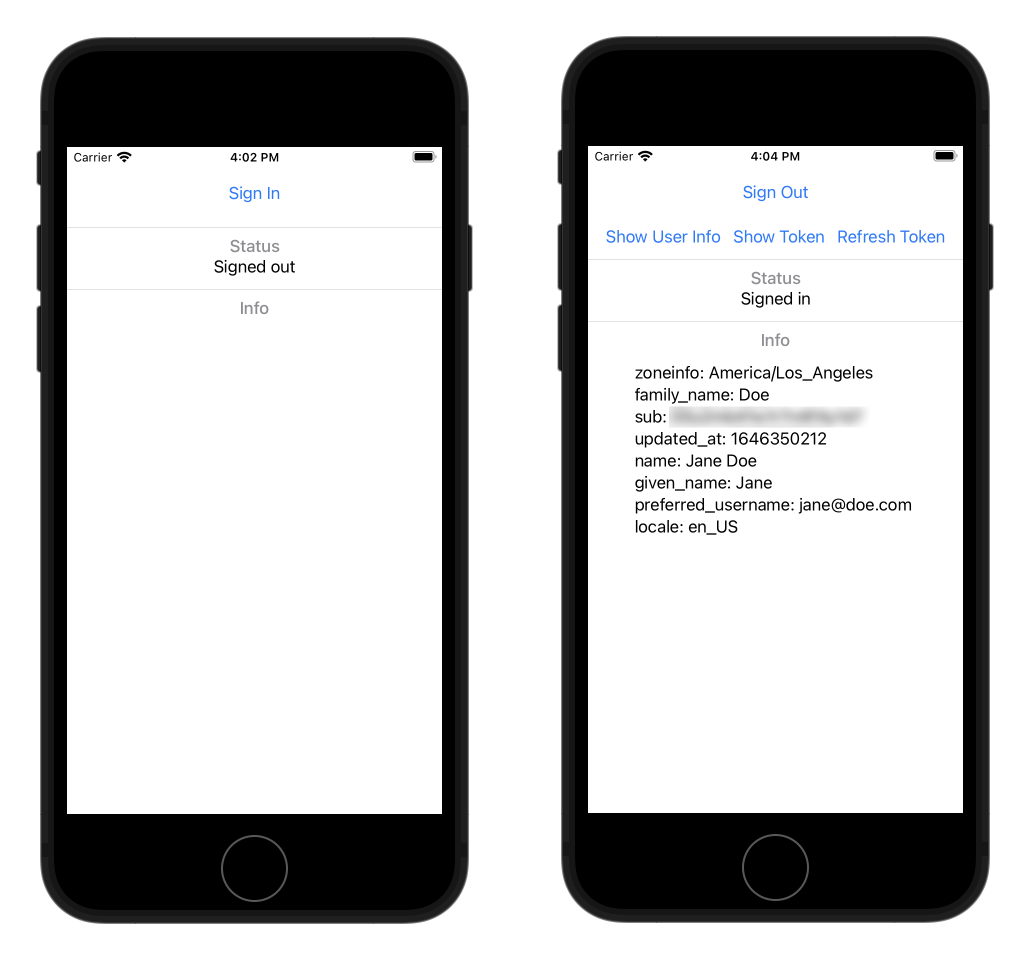 Carrier 4:02 PM
Sign In
Status
Signed out
Info
Carrier 4:04 PM
Sign Out
Show User Info Show Token Refresh Token
Status
Signed in
Info
zoneinfo: America/Los_Angeles
family_name: Doe
sub:
updated_at: 1646350212
name: Jane Doe
given_name: Jane
preferred_username: jane@doe.com
locale: en_US